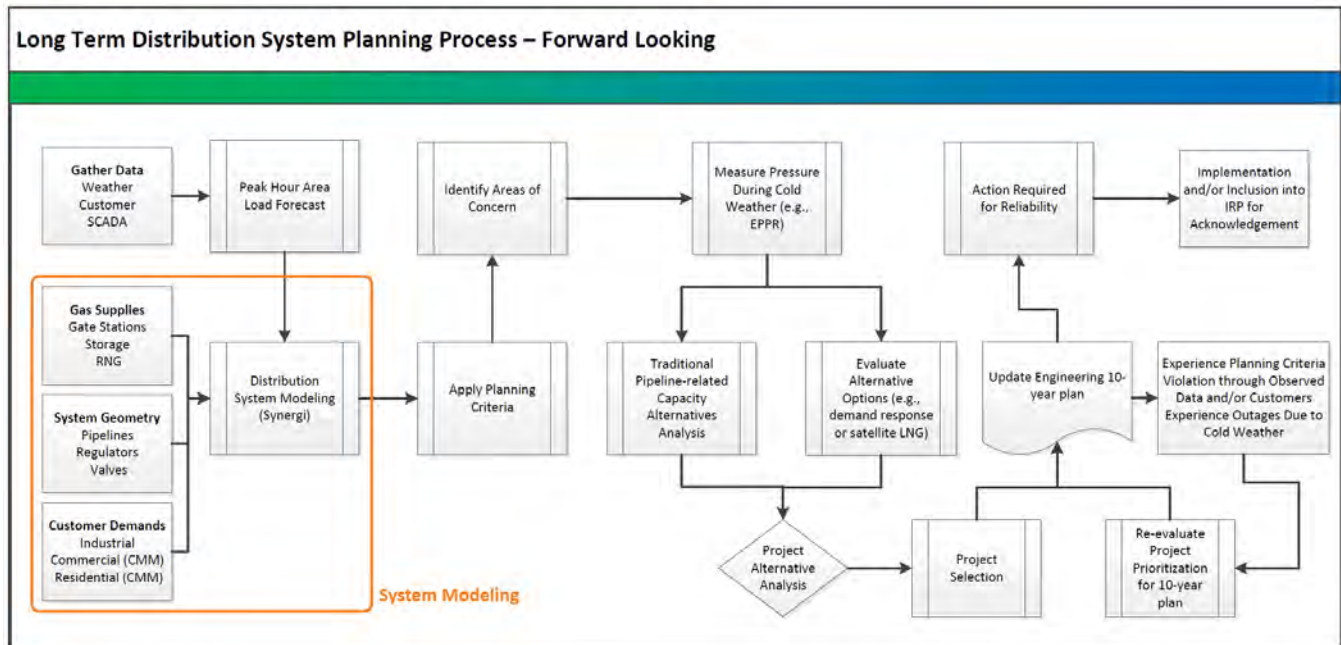 Long Term Distribution System Planning Process – Forward Looking
Gather Data
Weather
Customer
SCADA
Peak Hour Area
Load Forecast
Identify Areas of
Concern
Measure Pressure
During Cold
Weather (e.g.,
EPPR)
Action Required
for Reliability
Implementation
and/or Inclusion into
IRP for
Acknowledgement
Gas Supplies
Gate Stations
Storage
RNG
System Geometry
Pipelines
Regulators
Valves
Customer Demands
Industrial
Commercial (CMM)
Residential (CMM)
Distribution
System Modeling
(Synergi)
System Modeling
Apply Planning
Criteria
Traditional
Pipeline-related
Capacity
Alternatives
Analysis
Evaluate
Alternative
Options (e.g.,
demand response
or satellite LNG)
Update Engineering 10-
year plan
Experience Planning Criteria
Violation through Observed
Data and/or Customers
Experience Outages Due to
Cold Weather
Project
Alternative
Analysis
Project
Selection
Re-evaluate
Project
Prioritization
for 10-year
plan